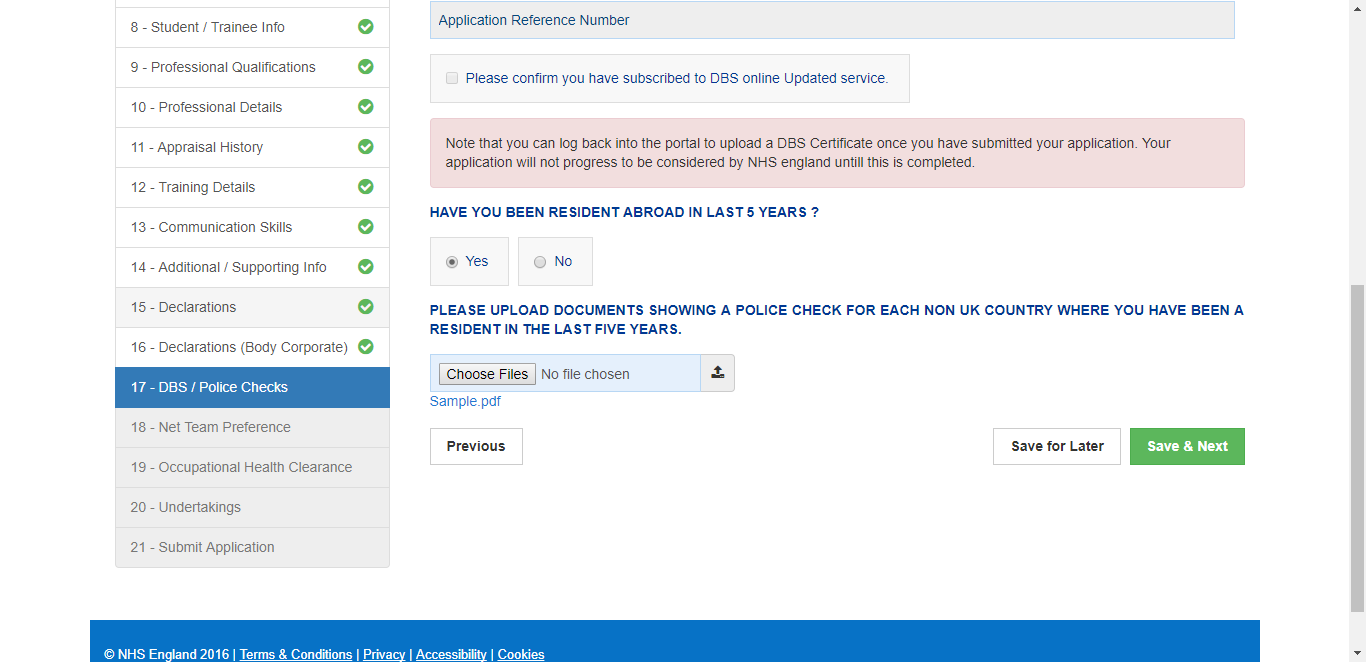 8 - Student / Trainee Info
9 - Professional Qualifications
10 - Professional Details
11 - Appraisal History
12 - Training Details
13 - Communication Skills
14 - Additional / Supporting Info
15 - Declarations
16 - Declarations (Body Corporate)
17 - DBS / Police Checks
18 - Net Team Preference
19 - Occupational Health Clearance
20 - Undertakings
21 - Submit Application
Application Reference Number
Please confirm you have subscribed to DBS online Updated service.
Note that you can log back into the portal to upload a DBS Certificate once you have submitted your application. Your
application will not progress to be considered by NHS england untill this is completed.
HAVE YOU BEEN RESIDENT ABROAD IN LAST 5 YEARS ?
Yes No
PLEASE UPLOAD DOCUMENTS SHOWING A POLICE CHECK FOR EACH NON UK COUNTRY WHERE YOU HAVE BEEN A
RESIDENT IN THE LAST FIVE YEARS.
Choose Files No file chosen
Sample.pdf
Previous Save for Later Save & Next
© NHS England 2016 | Terms & Conditions | Privacy | Accessibility | Cookies